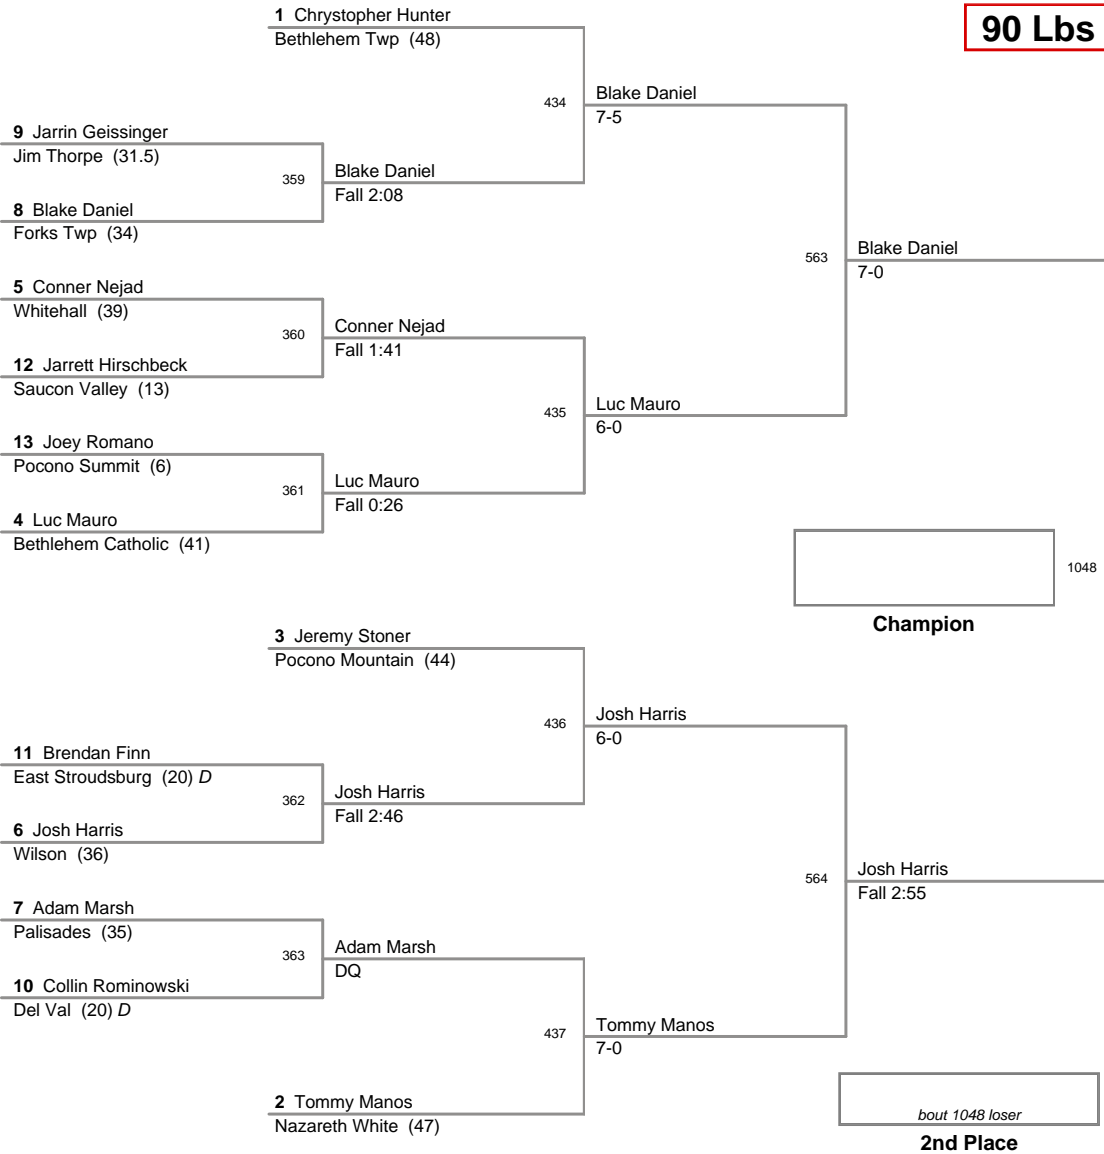 1 Chrystopher Hunter
Bethlehem Twp (48)
90 Lbs
434
Blake Daniel
7-5
9 Jarrin Geissinger
Jim Thorpe (31.5)
359
Blake Daniel
Fall 2:08
8 Blake Daniel
Forks Twp (34)
563
Blake Daniel
7-0
5 Conner Nejad
Whitehall (39)
360
Conner Nejad
Fall 1:41
12 Jarrett Hirschbeck
Saucon Valley (13)
435
Luc Mauro
6-0
13 Joey Romano
Pocono Summit (6)
361
Luc Mauro
Fall 0:26
4 Luc Mauro
Bethlehem Catholic (41)
1048
Champion
3 Jeremy Stoner
Pocono Mountain (44)
436
Josh Harris
6-0
11 Brendan Finn
East Stroudsburg (20) D
362
Josh Harris
Fall 2:46
6 Josh Harris
Wilson (36)
564
Josh Harris
Fall 2:55
7 Adam Marsh
Palisades (35)
363
Adam Marsh
DQ
10 Collin Rominowski
Del Val (20) D
437
Tommy Manos
7-0
2 Tommy Manos
Nazareth White (47)
bout 1048 loser
2nd Place